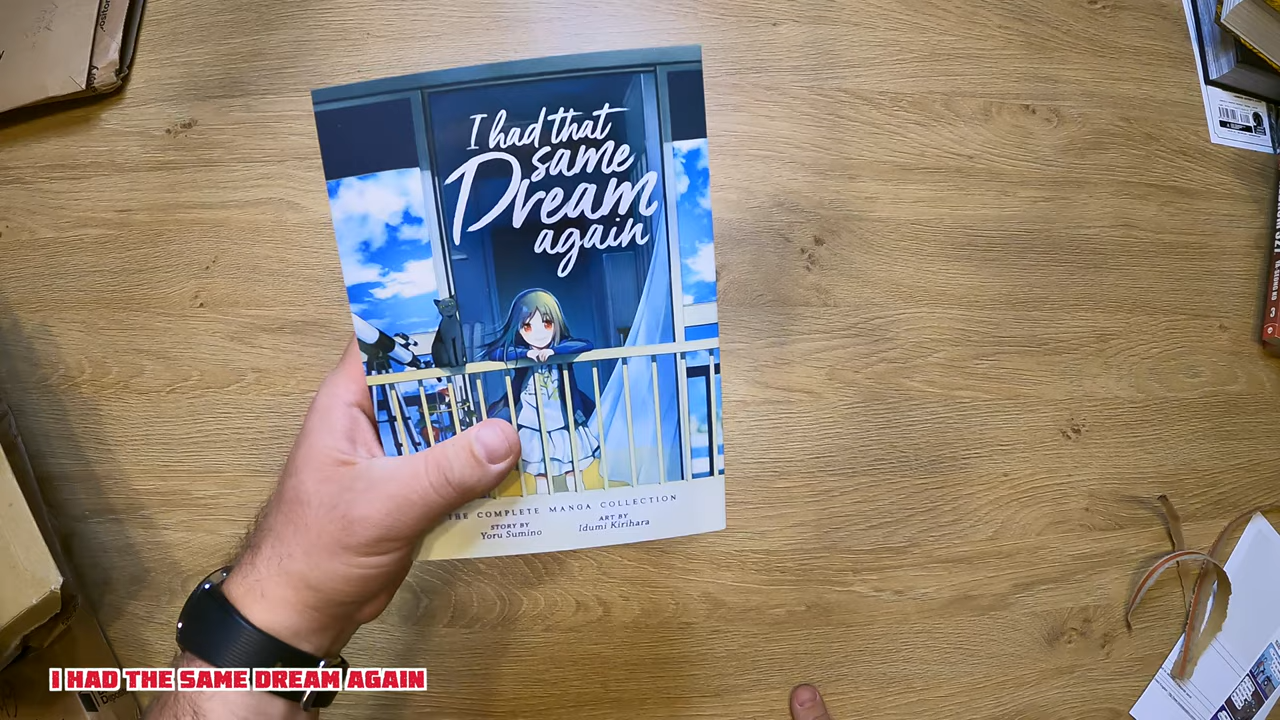 I had that
same
Dream
again
THE COMPLETE MANGA COLLECTION
STORY BY
Yoru Sumino
ART BY
Idumi Kirihara
I HAD THE SAME DREAM AGAIN